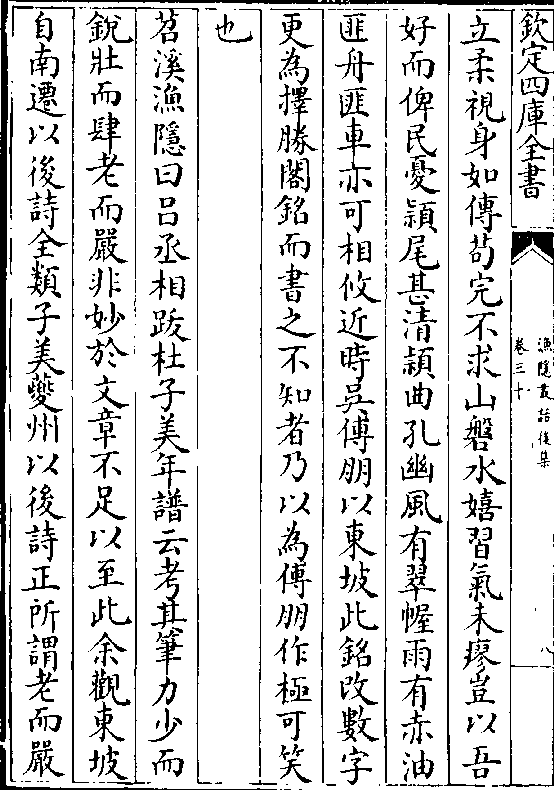 欽定四庫全書
漁隱叢話後集
卷三十
八
立柔視身如傳茍完不求山磐水嬉習氣未瘳豈以吾
好而俾民憂潁尾甚清潁曲孔幽風有翠幄雨有赤油
匪舟匪車亦可相攸近時吳傅朋以東坡此銘改數字
更為擇勝閣銘而書之不知者乃以為傅朋作極可笑
也
苕溪漁隱曰呂丞相跋杜子美年譜云考其筆力少而
銳壯而肆老而嚴非妙於文章不足以至此余觀東坡
自南遷以後詩全類子美夔州以後詩正所謂老而嚴